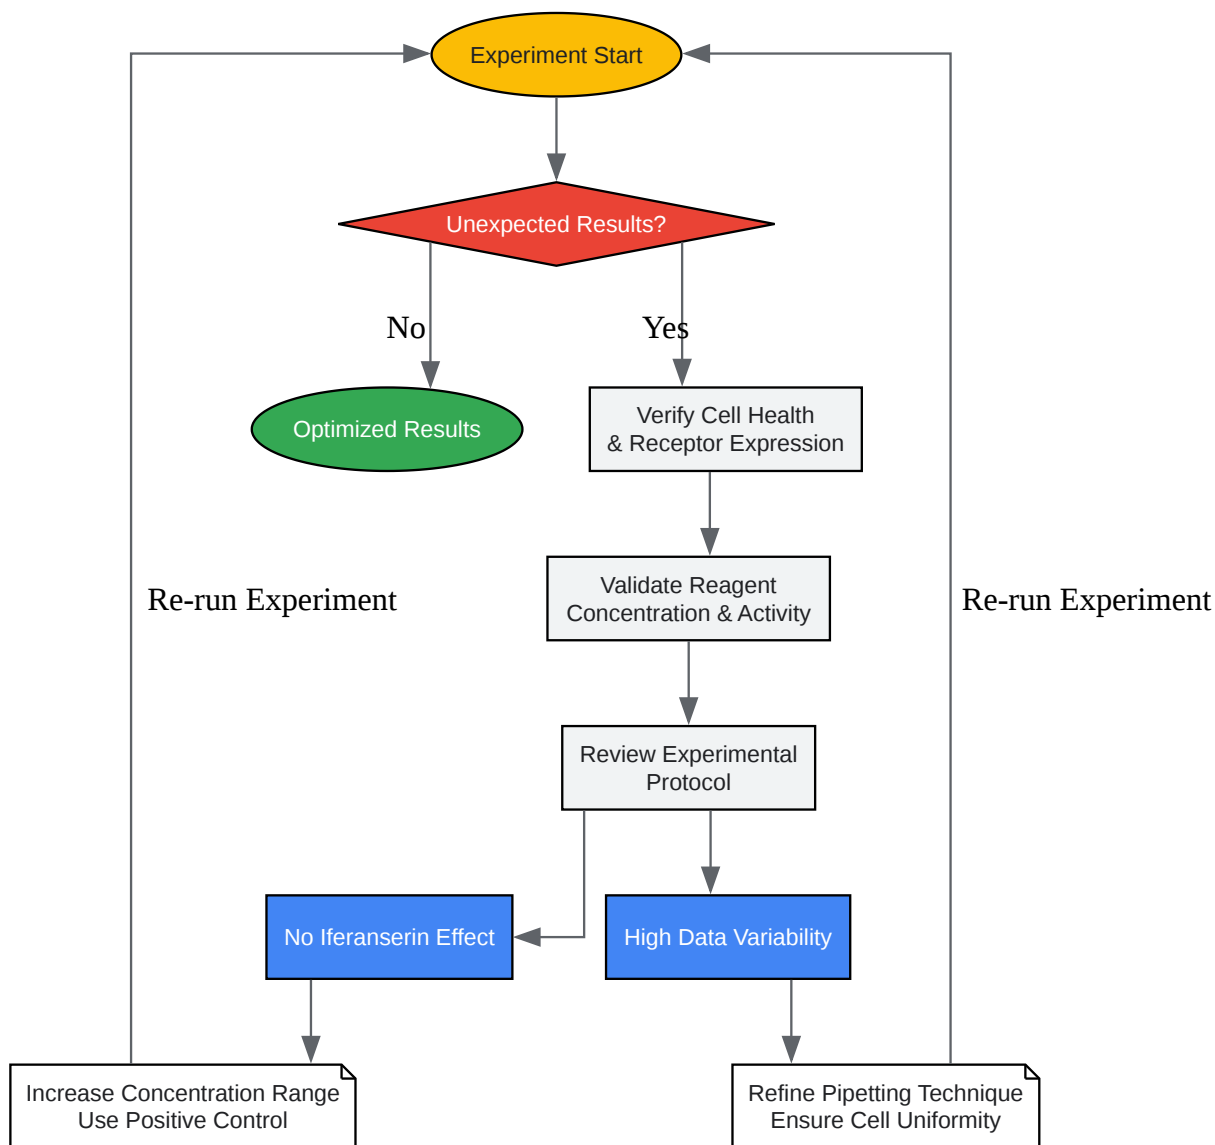 Experiment Start
Unexpected Results?
No
Yes
Verify Cell Health
& Receptor Expression
Optimized Results
Validate Reagent
Concentration & Activity
Re-run Experiment
Re-run Experiment
Review Experimental
Protocol
No Iferanserin Effect
High Data Variability
Increase Concentration Range
Use Positive Control
Refine Pipetting Technique
Ensure Cell Uniformity